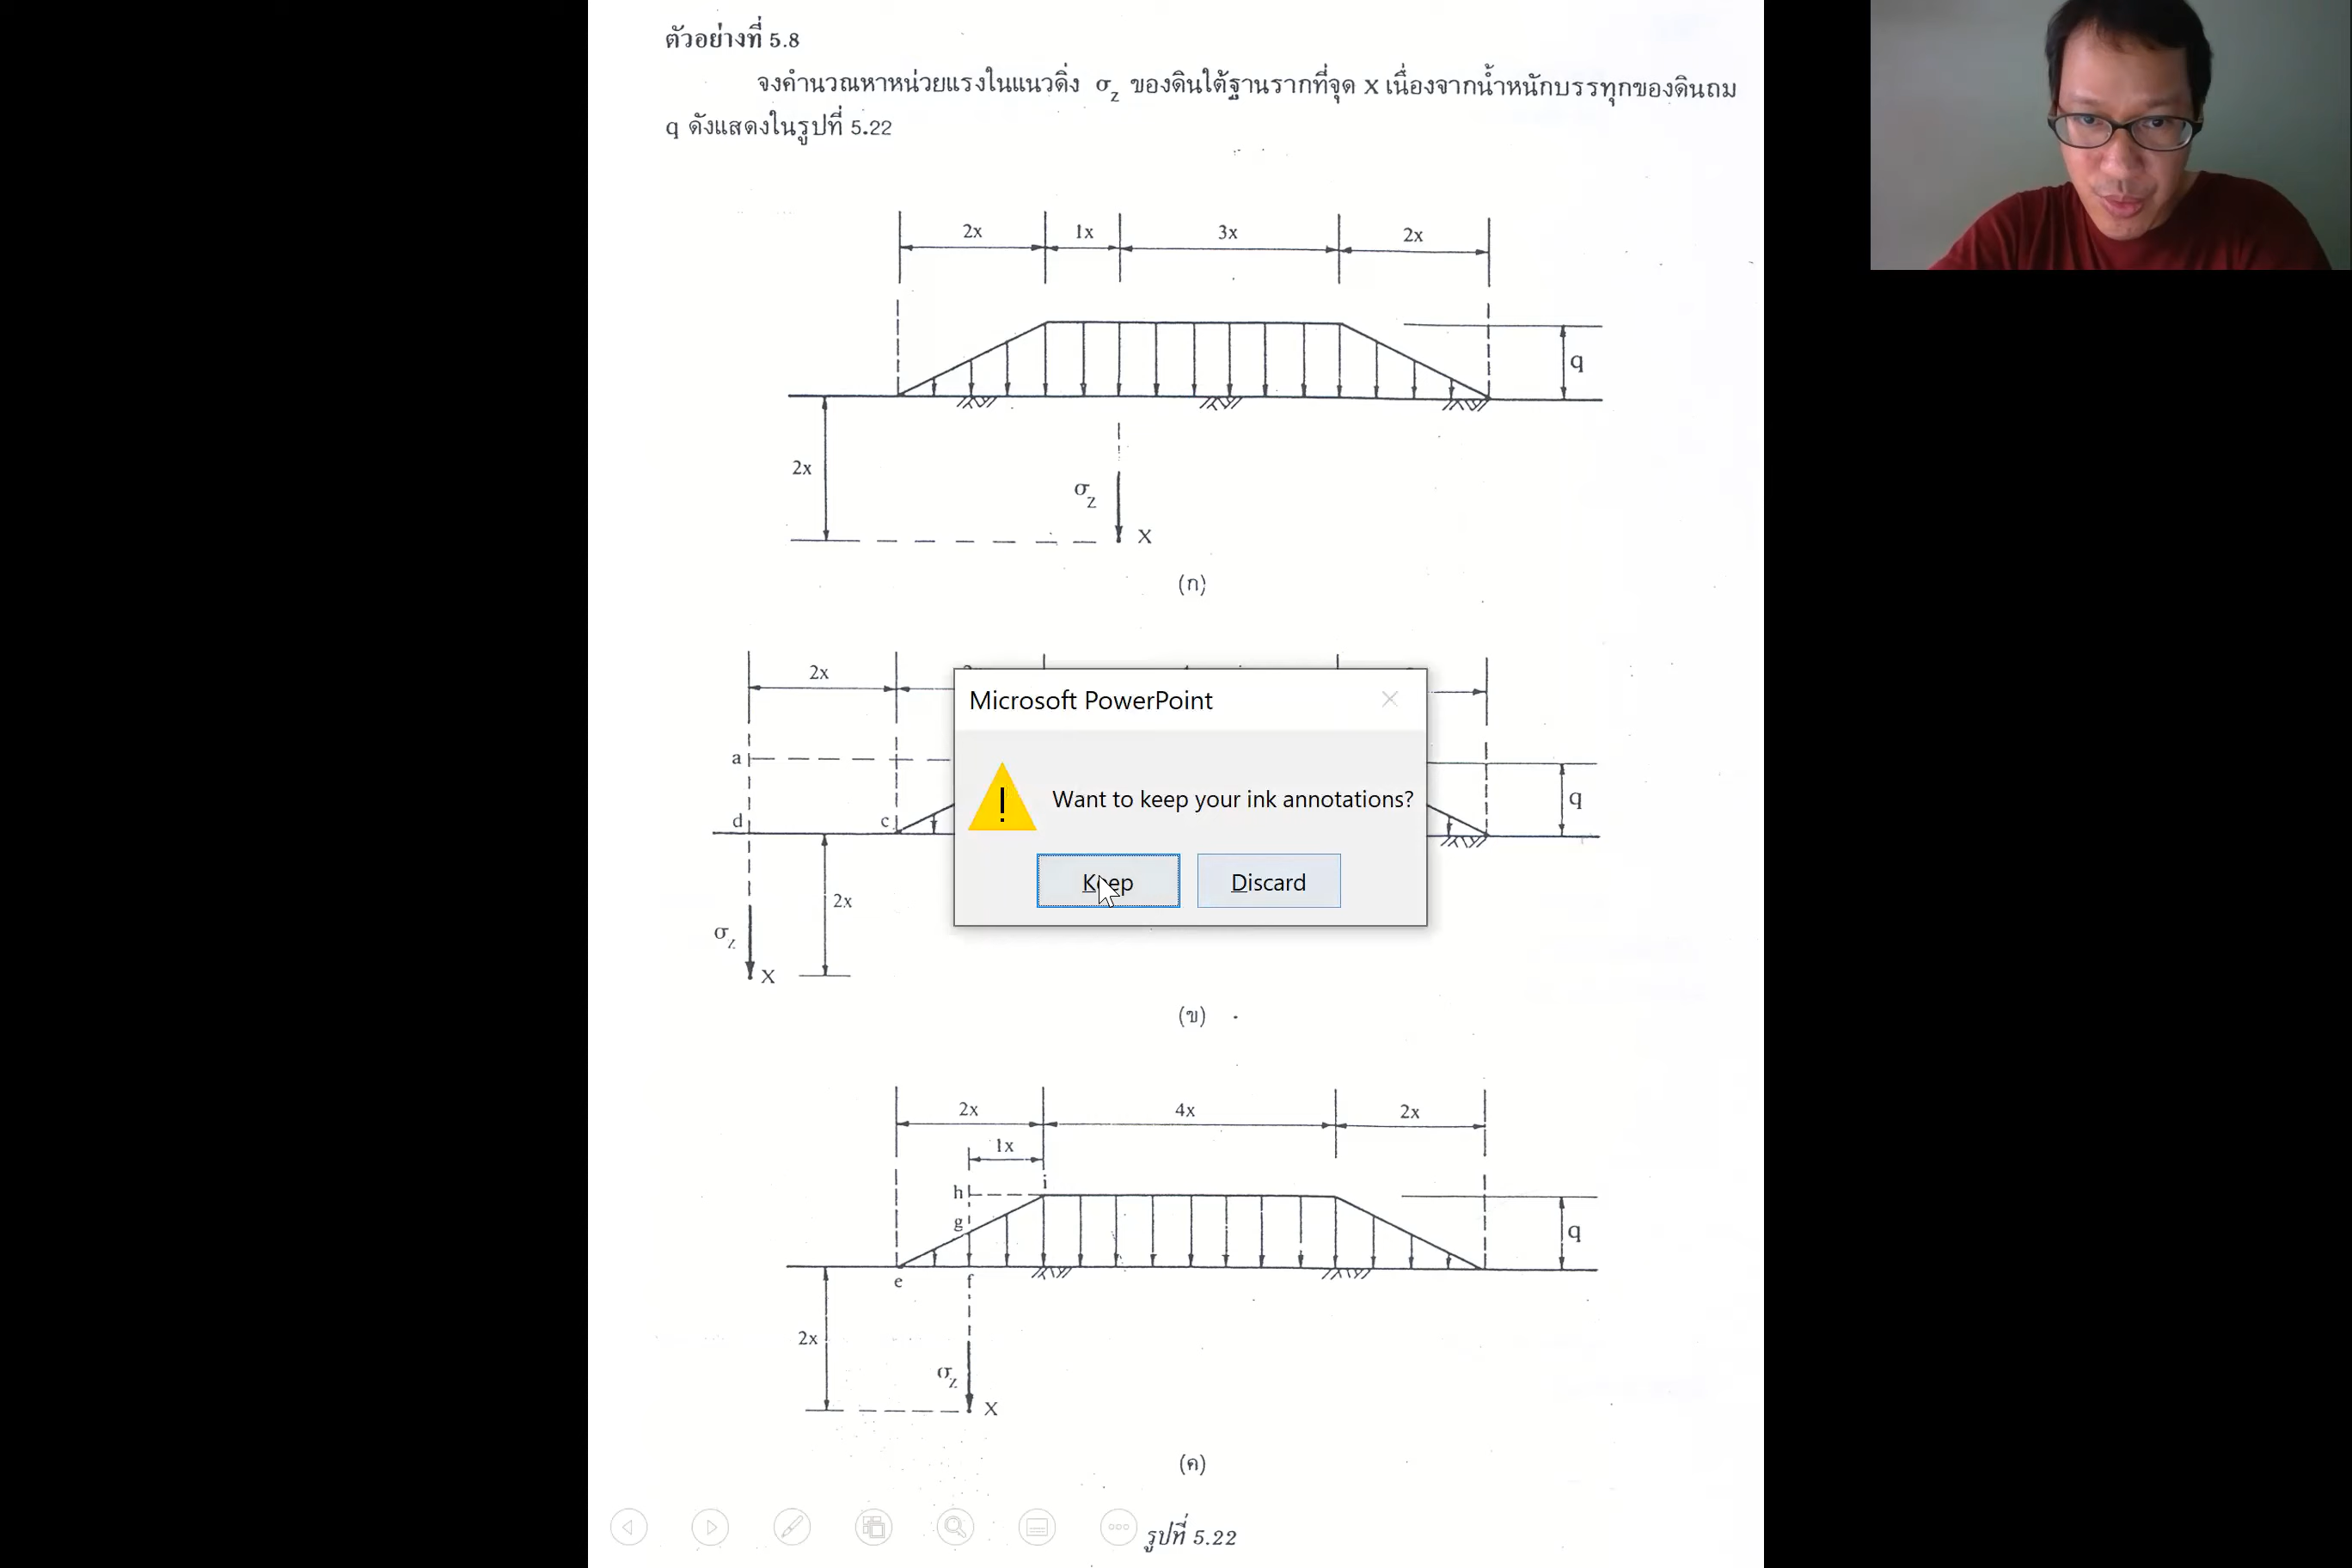 ตัวอย่างที่ 5.8
จงคำนวณหาหน่วยแรงในแนวดิ่ง σz ของดินใต้ฐานรากที่จุด X เนื่องจากน้ำหนักบรรทุกของดินถม
q ดังแสดงในรูปที่ 5.22
2x 1x 3x 2x
q
2x
σz
X
(ก)
2x
Microsoft PowerPoint
a
Want to keep your ink annotations?
q
d c
Keep Discard
2x
σz
X
(ข)
2x 4x 2x
1x
h i
g
q
e f
2x
σz
X
(ค)
รูปที่ 5.22